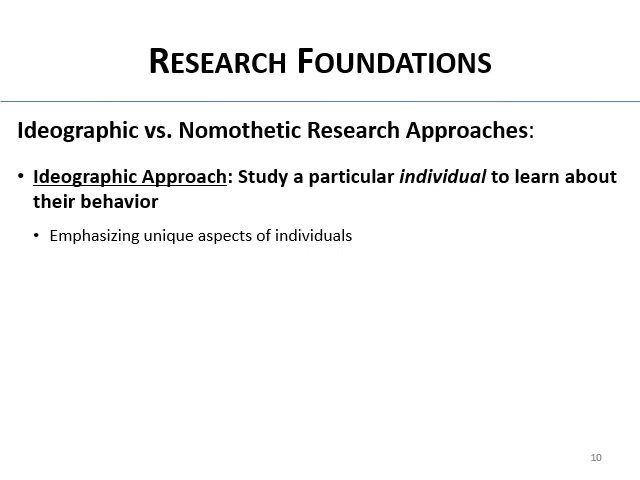 RESEARCH FOUNDATIONS
Ideographic vs. Nomothetic Research Approaches:
• Ideographic Approach: Study a particular individual to learn about
their behavior
• Emphasizing unique aspects of individuals
10